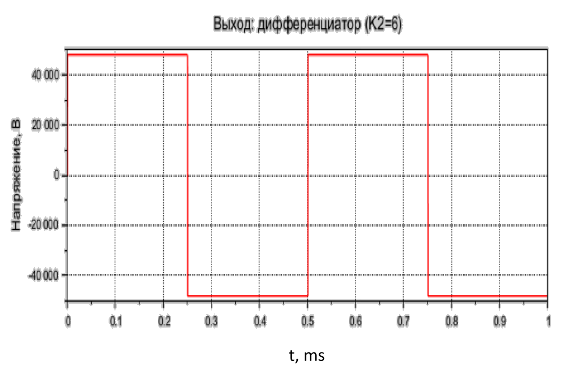 Выход: дифференциатор (K2=6)
40 000
20 000
0
-20 000
-40 000
Напряжение, В
0 0.1 0.2 0.3 0.4 0.5 0.6 0.7 0.8 0.9 1
t, ms